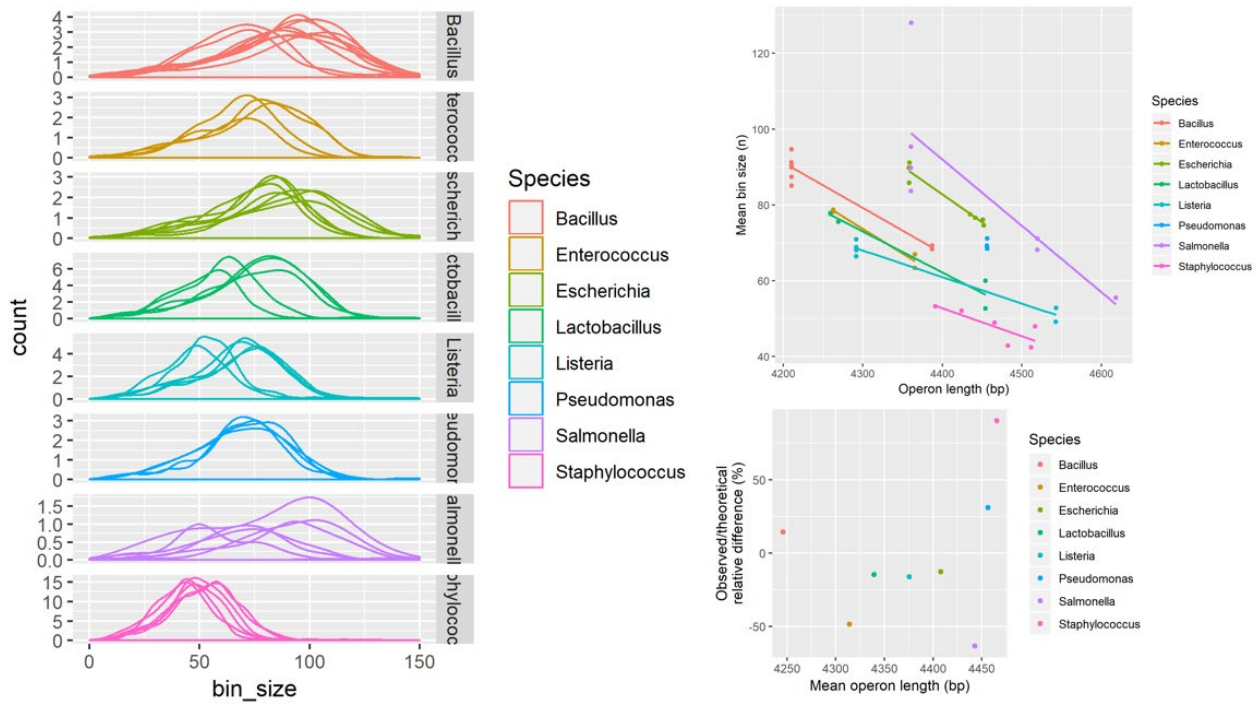 4
3
2
1
0
Bacillus
3
2
1
0
terococc
3
2
1
0
scherich
6
4
2
0
ctobacill
4
2
0
Listeria
3
2
1
0
eudomor
1.5
1.0
0.5
0.0
almonell
15
10
5
0
phylococ
count
0 50 100 150
bin_size
Species
Bacillus
Enterococcus
Escherichia
Lactobacillus
Listeria
Pseudomonas
Salmonella
Staphylococcus
Mean bin size (n)
120
100
80
60
40
4200 4300 4400 4500 4600
Operon length (bp)
Species
Bacillus
Enterococcus
Escherichia
Lactobacillus
Listeria
Pseudomonas
Salmonella
Staphylococcus
Observed/theoretical
relative difference (%)
50
0
-50
4250 4300 4350 4400 4450
Mean operon length (bp)
Species
Bacillus
Enterococcus
Escherichia
Lactobacillus
Listeria
Pseudomonas
Salmonella
Staphylococcus